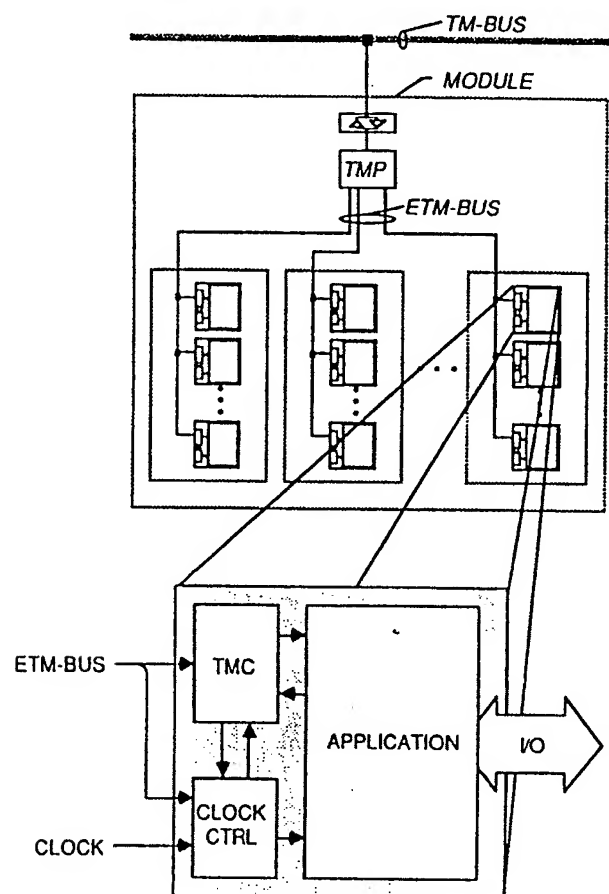 TM-BUS
MODULE
TMP
ETM-BUS
ETM-BUS
TMC
APPLICATION
I/O
CLOCK
CTRL
CLOCK